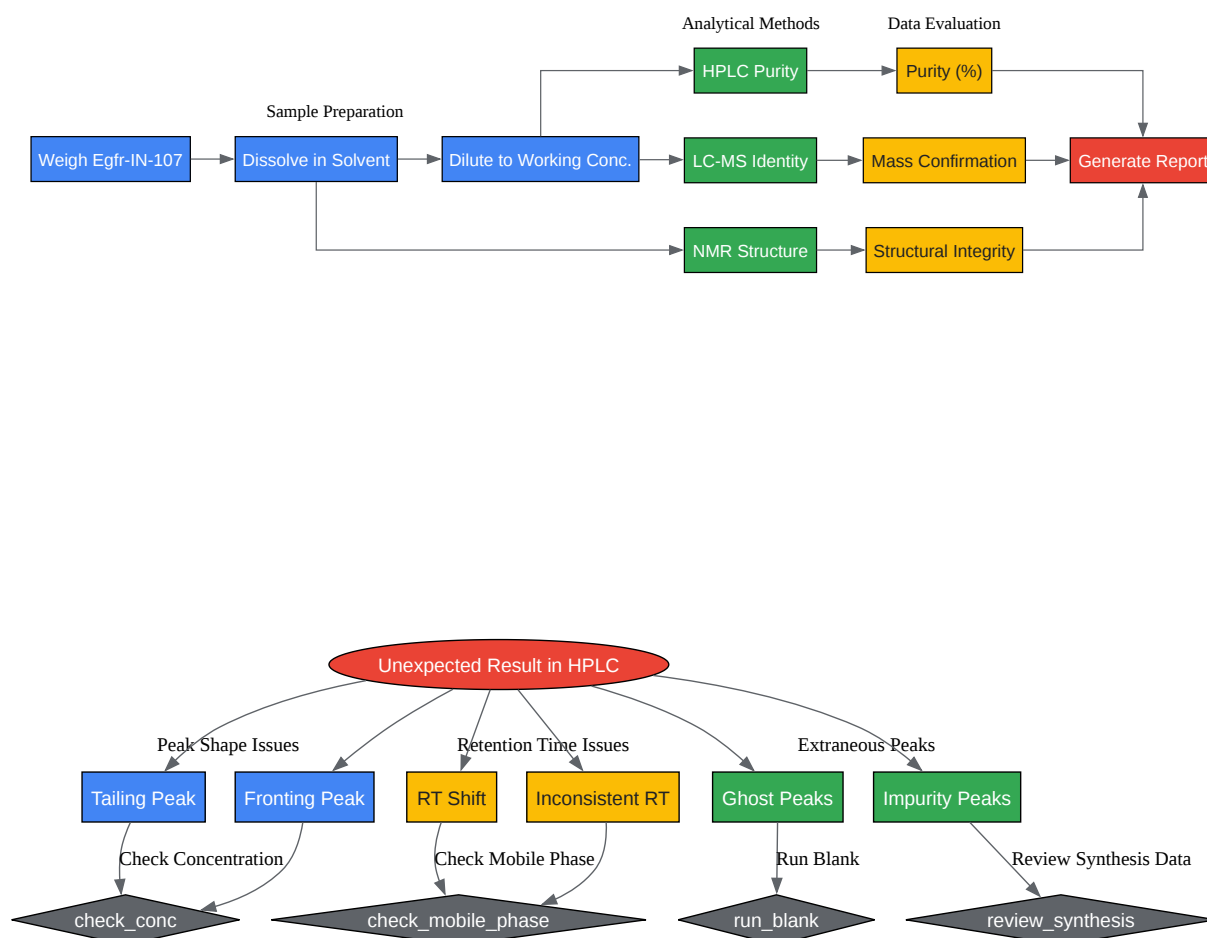 Analytical Methods
Data Evaluation
HPLC Purity
Purity (%)
Sample Preparation
Weigh Egfr-IN-107
Dissolve in Solvent
Dilute to Working Conc.
LC-MS Identity
Mass Confirmation
Generate Report
NMR Structure
Structural Integrity
Unexpected Result in HPLC
Peak Shape Issues
Retention Time Issues
Extraneous Peaks
Tailing Peak
Fronting Peak
RT Shift
Inconsistent RT
Ghost Peaks
Impurity Peaks
Check Concentration
Check Mobile Phase
Run Blank
Review Synthesis Data
check_conc
check_mobile_phase
run_blank
review_synthesis